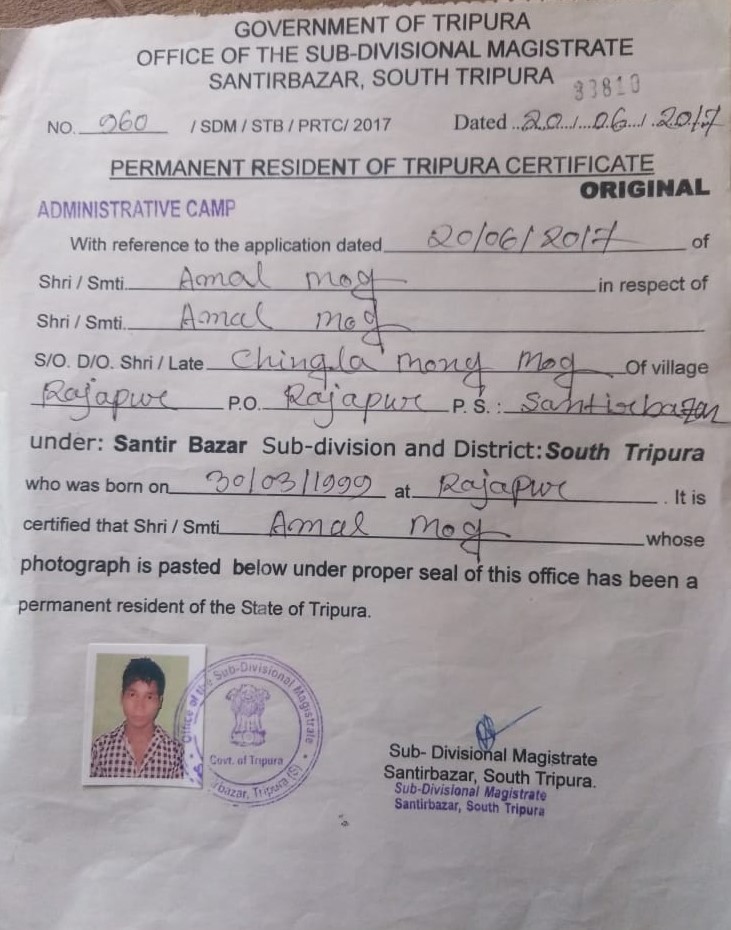 GOVERNMENT OF TRIPURA
OFFICE OF THE SUB-DIVISIONAL MAGISTRATE
SANTIRBAZAR, SOUTH TRIPURA 33810
NO. 960 / SDM / STB / PRTC/ 2017 Dated ..20../...06.../..2017
PERMANENT RESIDENT OF TRIPURA CERTIFICATE
ORIGINAL
ADMINISTRATIVE CAMP
With reference to the application dated 20/06/2017 of
Shri / Smti. Amal mog in respect of
Shri / Smti. Amal mog
S/O. D/O. Shri / Late Chingla mong mog Of village
Rajapur P.O. Rajapur P. S. : Santirbazar
under: Santir Bazar Sub-division and District: South Tripura
who was born on 30/03/1999 at Rajapur . It is
certified that Shri / Smti Amal mog whose
photograph is pasted below under proper seal of this office has been a
permanent resident of the State of Tripura.
Office of the Sub-Divisional Magistrate
Govt. of Tripura
rbazar, Tripura (S)
Sub- Divisional Magistrate
Santirbazar, South Tripura.
Sub-Divisional Magistrate
Santirbazar, South Tripura